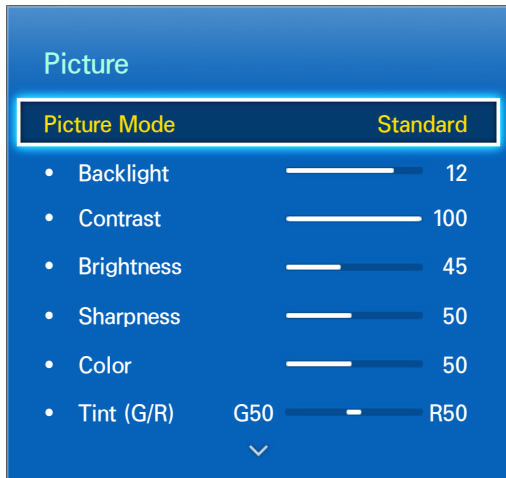 Picture
Picture Mode Standard
• Backlight 12
• Contrast 100
• Brightness 45
• Sharpness 50
• Color 50
• Tint (G/R) G50 R50